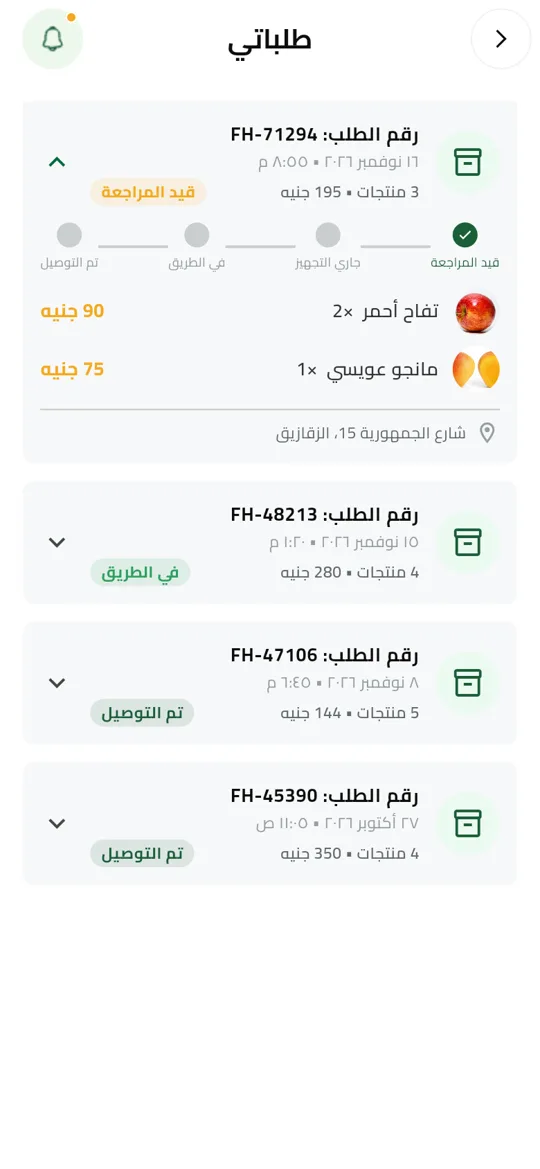 طلباتي
رقم الطلب: FH-71294
١٦ نوفمبر ٢٠٢٦ • ٨:٥٥ م
3 منتجات • 195 جنيه
قيد المراجعة
قيد المراجعة
جاري التجهيز
في الطريق
تم التوصيل
تفاح أحمر ×2
90 جنيه
مانجو عويسي ×1
75 جنيه
شارع الجمهورية 15، الزقازيق
رقم الطلب: FH-48213
١٥ نوفمبر ٢٠٢٦ • ١:٢٠ م
4 منتجات • 280 جنيه
في الطريق
رقم الطلب: FH-47106
٨ نوفمبر ٢٠٢٦ • ٦:٤٥ م
5 منتجات • 144 جنيه
تم التوصيل
رقم الطلب: FH-45390
٢٧ أكتوبر ٢٠٢٦ • ١١:٠٥ ص
4 منتجات • 350 جنيه
تم التوصيل